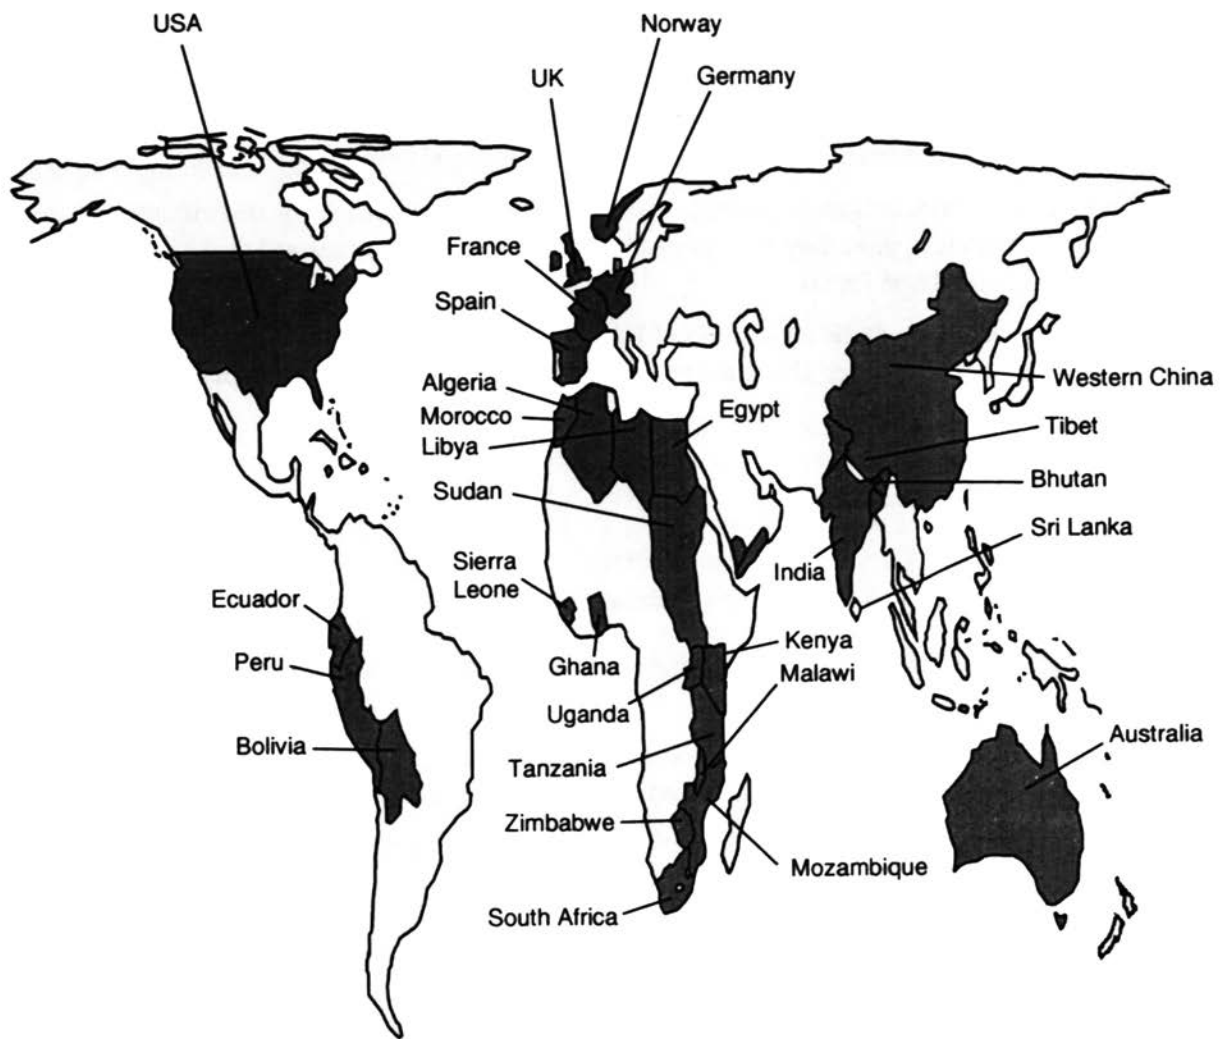 USA
Norway
UK
Germany
France
Spain
Algeria
Morocco
Libya
Egypt
Sudan
Western China
Tibet
Bhutan
Sri Lanka
India
Sierra
Leone
Ghana
Ecuador
Peru
Bolivia
Kenya
Malawi
Uganda
Tanzania
Zimbabwe
Mozambique
South Africa
Australia